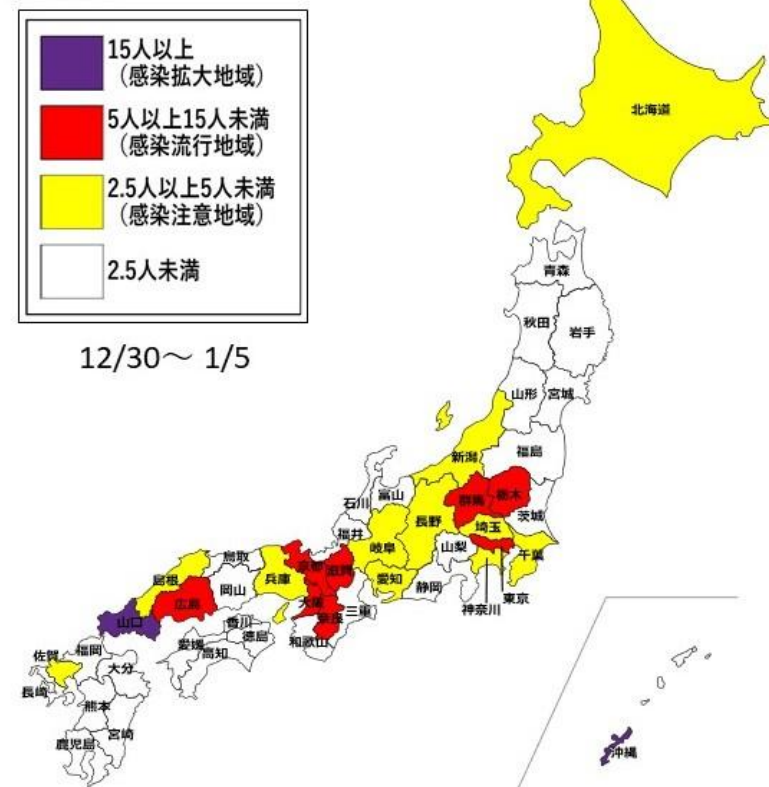 15人以上
（感染拡大地域）
5人以上15人未満
（感染流行地域）
2.5人以上5人未満
（感染注意地域）
2.5人未満
12/30～ 1/5
北海道
青森
秋田
岩手
山形
宮城
福島
新潟
群馬
栃木
茨城
埼玉
千葉
東京
神奈川
山梨
長野
静岡
富山
石川
福井
岐阜
愛知
三重
滋賀
京都
大阪
奈良
和歌山
兵庫
鳥取
岡山
島根
広島
山口
香川
徳島
愛媛
高知
福岡
佐賀
長崎
大分
熊本
宮崎
鹿児島
沖縄